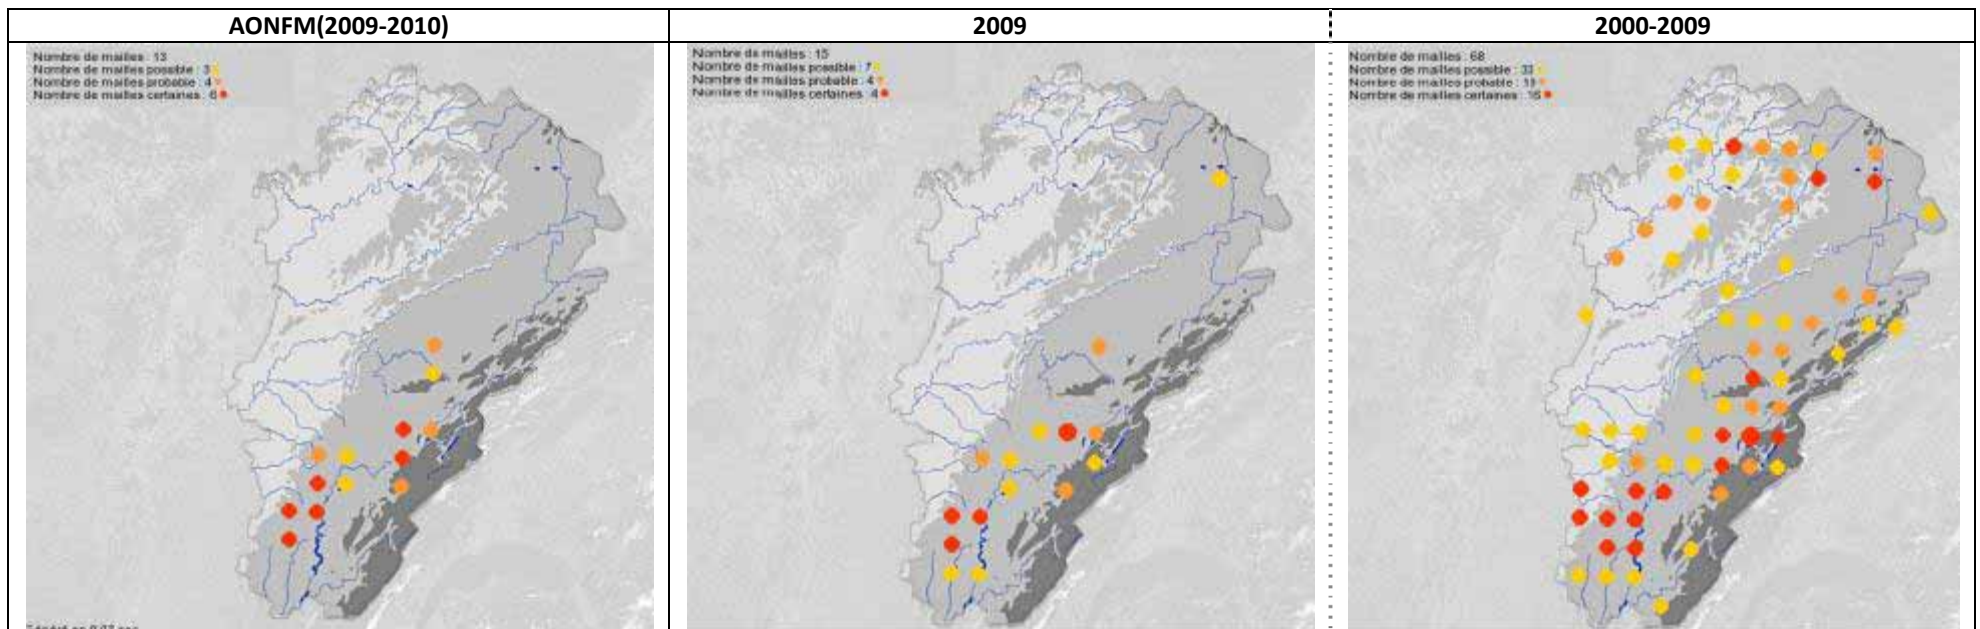 AONFM(2009-2010)
Nombre de mailles : 13
Nombre de mailles possible : 3
Nombre de mailles probable : 4
Nombre de mailles certaines : 6
2009
Nombre de mailles : 15
Nombre de mailles possible : 7
Nombre de mailles probable : 4
Nombre de mailles certaines : 4
2000-2009
Nombre de mailles : 68
Nombre de mailles possible : 33
Nombre de mailles probable : 19
Nombre de mailles certaines : 16